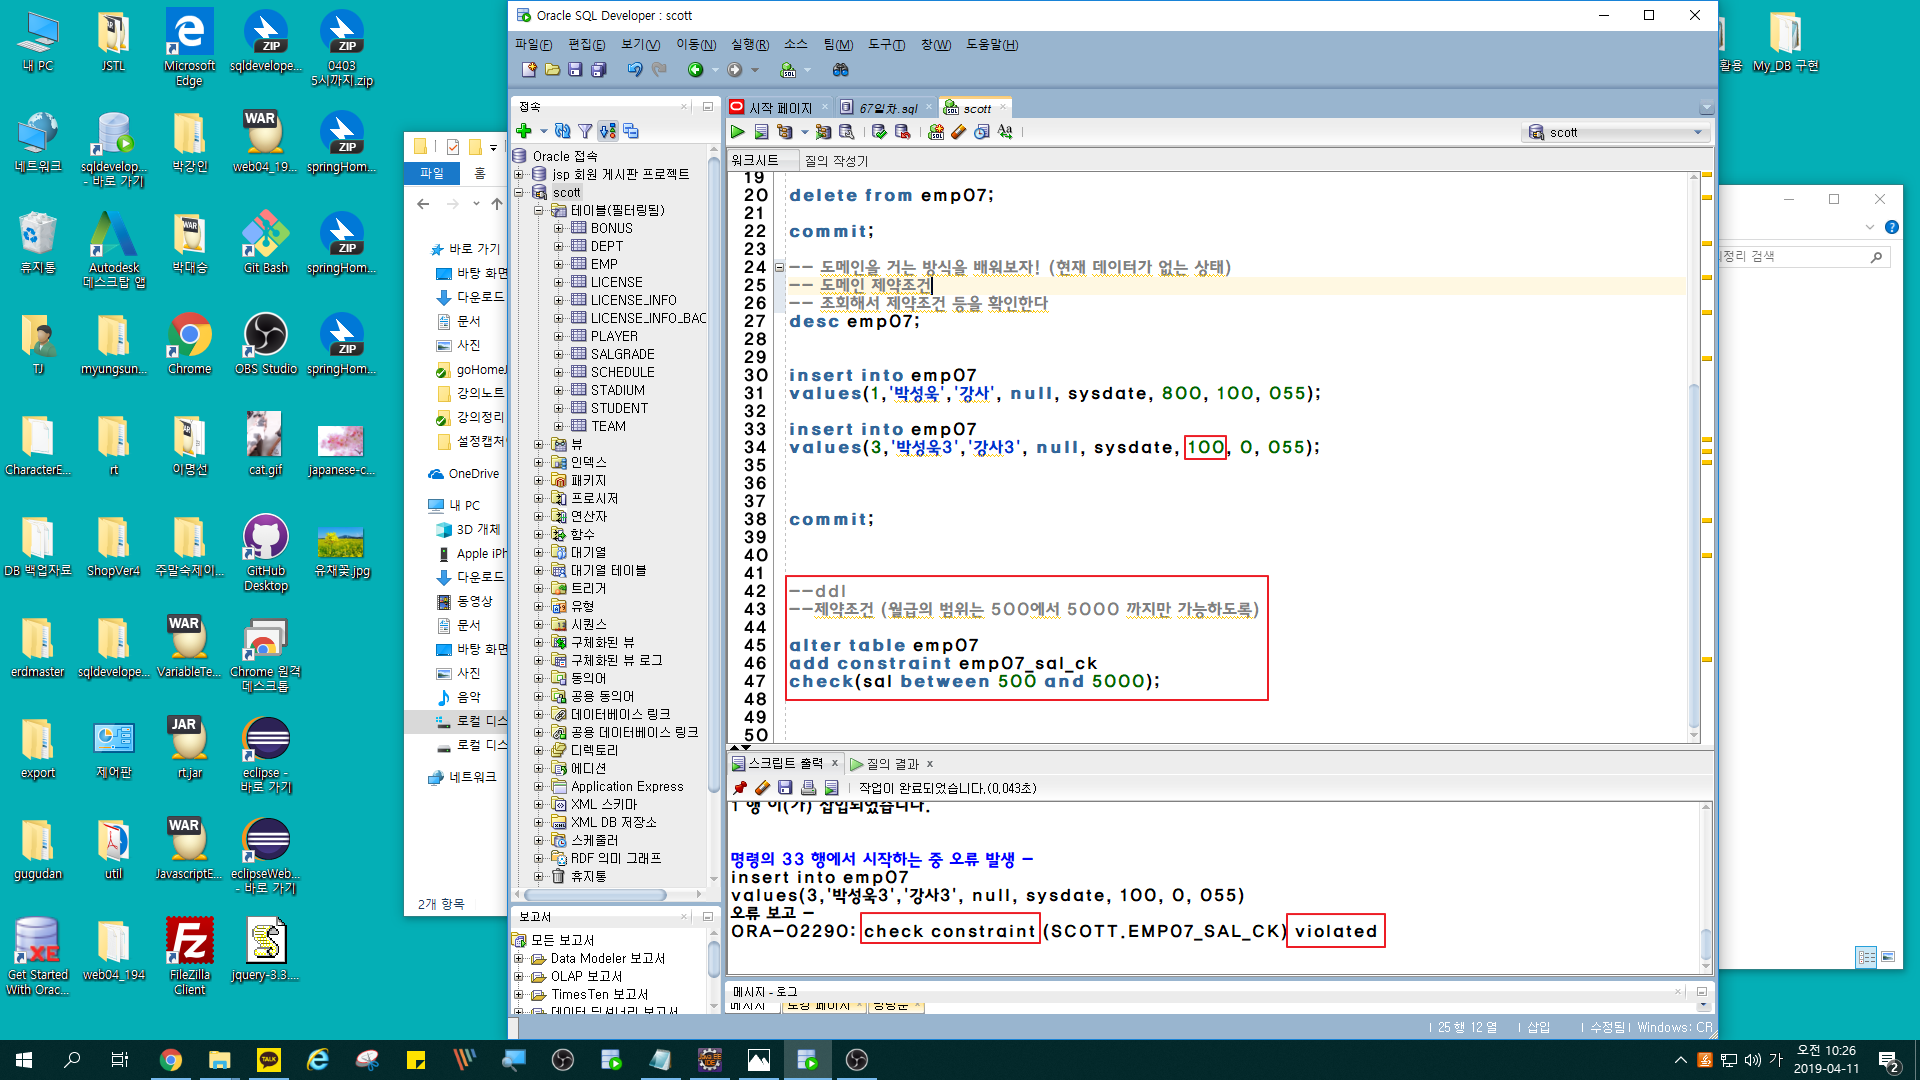 내 PC
JSTL
Microsoft Edge
sqldevelope...
0403 5시까지.zip
네트워크
sqldevelop... - 바로 가기
박강인
web04_19...
springHom...
휴지통
Autodesk 데스크탑 앱
박대승
Git Bash
springHom...
TJ
myungsun...
Chrome
OBS Studio
springHom...
CharacterE...
rt
이명선
cat.gif
japanese-c...
DB 백업자료
ShopVer4
주말숙제이...
GitHub Desktop
유채꽃.jpg
erdmaster
sqldevelope...
VariableTe...
Chrome 원격 데스크톱
export
제어판
rt.jar
eclipse - 바로 가기
gugudan
util
JavascriptE...
eclipseWeb... - 바로 가기
Get Started With Orac...
web04_194
FileZilla Client
jquery-3.3....
My_DB 구현
파일
홈
바로 가기
바탕 화면
다운로드
문서
사진
goHomeJ
강의노트
강의정리
설정캡처
OneDrive
내 PC
3D 개체
Apple iPh
다운로드
동영상
문서
바탕 화면
사진
음악
로컬 디스
로컬 디스
네트워크
2개 항목
Oracle SQL Developer : scott
파일(F) 편집(E) 보기(V) 이동(N) 실행(R) 소스 팀(M) 도구(T) 창(W) 도움말(H)
접속
Oracle 접속
jsp 회원 게시판 프로젝트
scott
테이블(필터링됨)
BONUS
DEPT
EMP
LICENSE
LICENSE_INFO
LICENSE_INFO_BAC
PLAYER
SALGRADE
SCHEDULE
STADIUM
STUDENT
TEAM
뷰
인덱스
패키지
프로시저
연산자
함수
대기열
대기열 테이블
트리거
유형
시퀀스
구체화된 뷰
구체화된 뷰 로그
동의어
공용 동의어
데이터베이스 링크
공용 데이터베이스 링크
디렉토리
에디션
Application Express
XML 스키마
XML DB 저장소
스케줄러
RDF 의미 그래프
휴지통
보고서
모든 보고서
Data Modeler 보고서
OLAP 보고서
TimesTen 보고서
데이터 딕셔너리 보고서
시작 페이지 67일차.sql scott
scott
워크시트 질의 작성기
19
20 delete from emp07;
21
22 commit;
23
24 -- 도메인을 거는 방식을 배워보자! (현재 데이터가 없는 상태)
25 -- 도메인 제약조건
26 -- 조회해서 제약조건 등을 확인한다
27 desc emp07;
28
29
30 insert into emp07
31 values(1,'박성욱','강사', null, sysdate, 800, 100, 055);
32
33 insert into emp07
34 values(3,'박성욱3','강사3', null, sysdate, 100, 0, 055);
35
36
37
38 commit;
39
40
41
42 --ddl
43 --제약조건 (월급의 범위는 500에서 5000 까지만 가능하도록)
44
45 alter table emp07
46 add constraint emp07_sal_ck
47 check(sal between 500 and 5000);
48
49
50
스크립트 출력 질의 결과
작업이 완료되었습니다.(0,043초)
1 행 이(가) 삽입되었습니다.
명령의 33 행에서 시작하는 중 오류 발생 -
insert into emp07
values(3,'박성욱3','강사3', null, sysdate, 100, 0, 055)
오류 보고 -
ORA-02290: check constraint (SCOTT.EMP07_SAL_CK) violated
메시지 - 로그
메시지 로깅 페이지 명령문
25 행 12 열 삽입 수정됨 Windows: CR
정리 검색
오전 10:26
2019-04-11
가
2